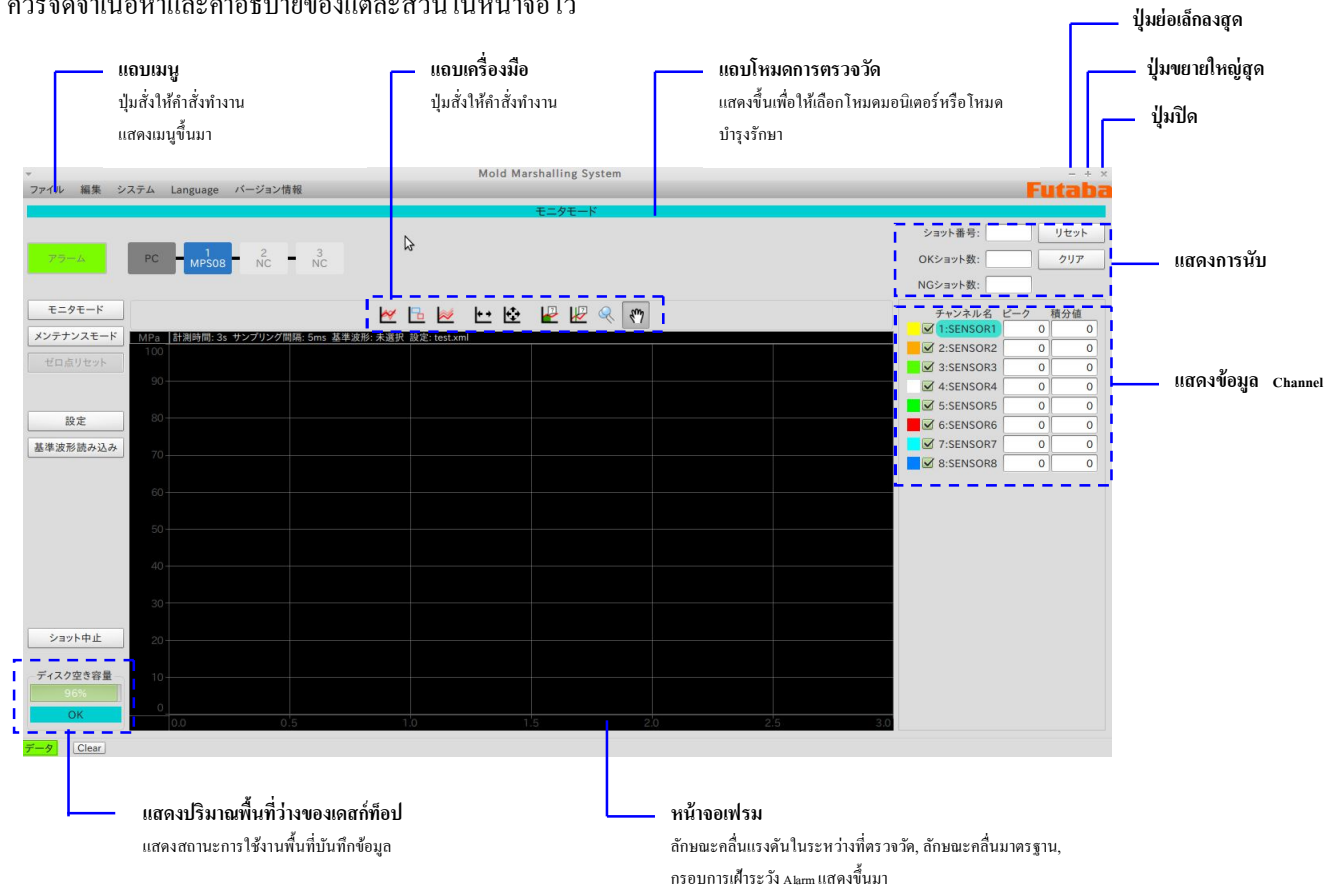 ควรจดจำเนื้อหาและคำอธิบายของแต่ละส่วนในหน้าจอไว้
ปุ่มย่อเล็กลงสุด
แถบเมนู
ปุ่มสั่งให้คำสั่งทำงาน
แสดงเมนูขึ้นมา
แถบเครื่องมือ
ปุ่มสั่งให้คำสั่งทำงาน
แถบโหมดการตรวจวัด
แสดงขึ้นเพื่อให้เลือกโหมดมอนิเตอร์หรือโหมด
บำรุงรักษา
ปุ่มขยายใหญ่สุด
ปุ่มปิด
Mold Marshalling System
ファイル 編集 システム Language バージョン情報
Futaba
モニタモード
アラーム
PC
1
MPS08
2
NC
3
NC
ショット番号: リセット
OKショット数: クリア
NGショット数:
แสดงการนับ
モニタモード
メンテナンスモード
ゼロ点リセット
設定
基準波形読み込み
ショット中止
ディスク空き容量
96%
OK
データ Clear
MPa 計測時間: 3s サンプリング間隔: 5ms 基準波形: 未選択 設定: test.xml
100
90
80
70
60
50
40
30
20
10
0
0.0 0.5 1.0 1.5 2.0 2.5 3.0
チャンネル名 ピーク 積分値
1:SENSOR1 0 0
2:SENSOR2 0 0
3:SENSOR3 0 0
4:SENSOR4 0 0
5:SENSOR5 0 0
6:SENSOR6 0 0
7:SENSOR7 0 0
8:SENSOR8 0 0
แสดงข้อมูล Channel
แสดงปริมาณพื้นที่ว่างของเดสก์ท็อป
แสดงสถานะการใช้งานพื้นที่บันทึกข้อมูล
หน้าจอเฟรม
ลักษณะคลื่นแรงดันในระหว่างที่ตรวจวัด, ลักษณะคลื่นมาตรฐาน,
กรอบการเฝ้าระวัง Alarm แสดงขึ้นมา